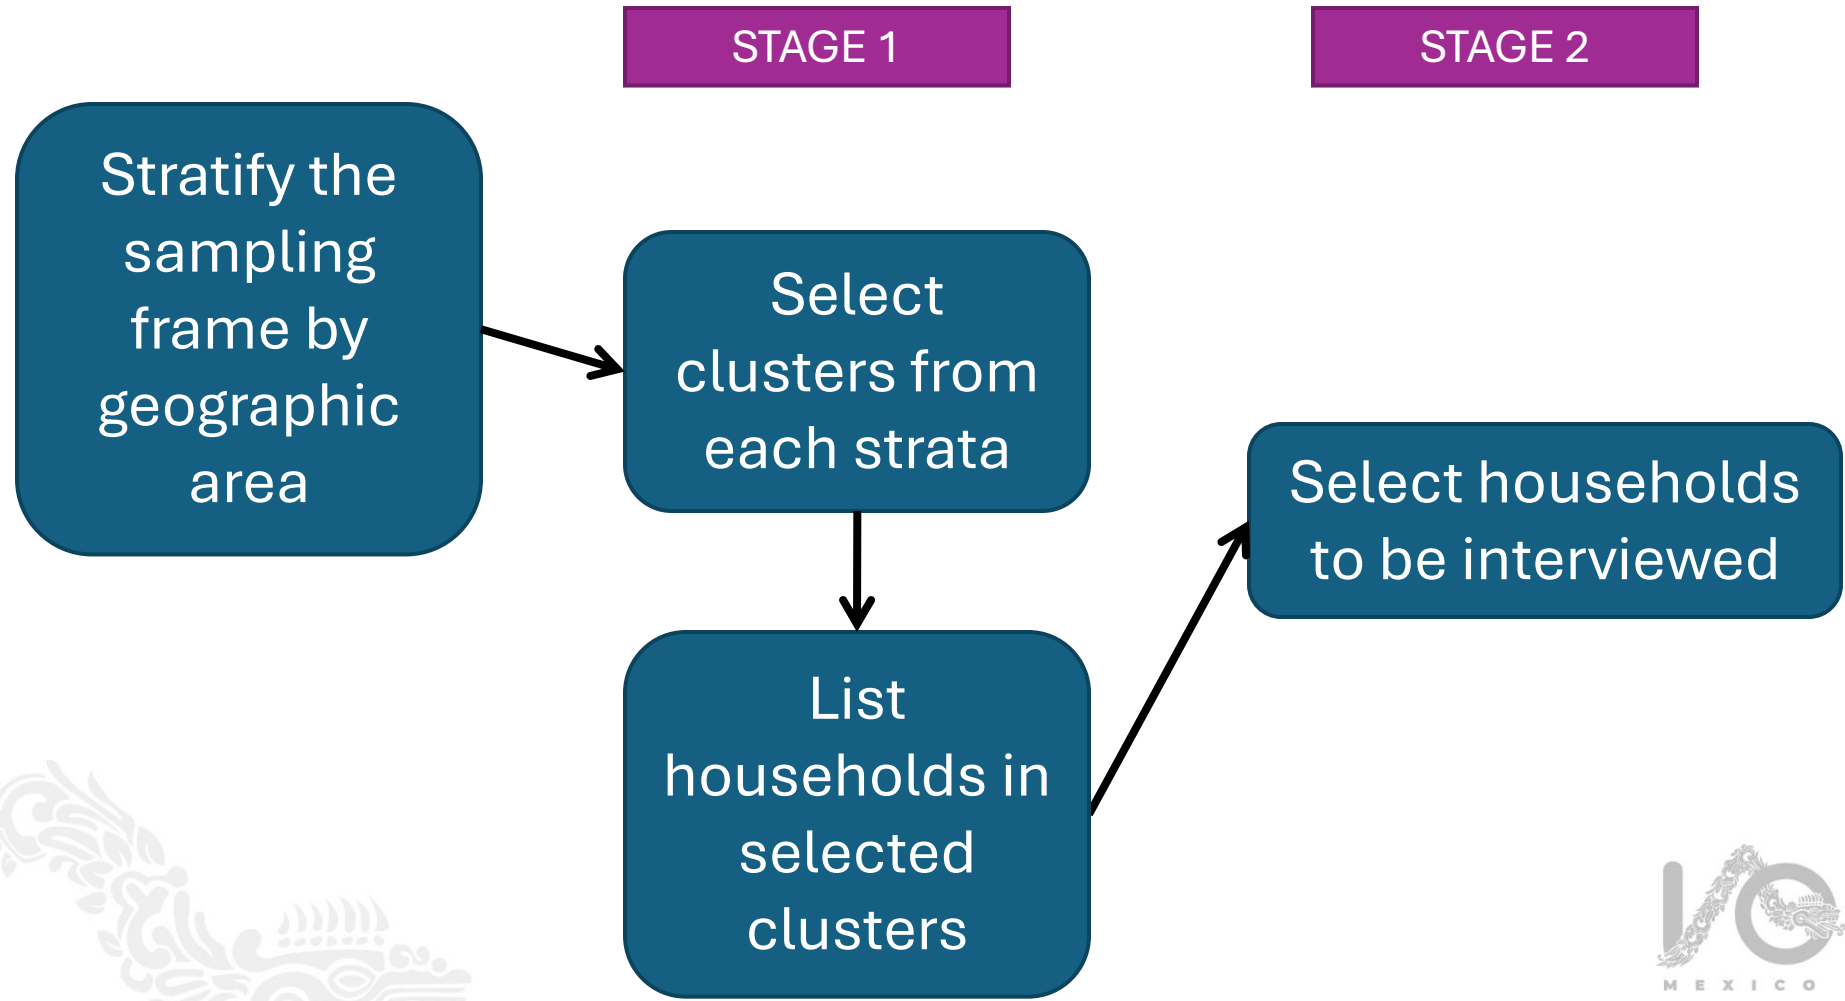 STAGE 1
STAGE 2
Stratify the
sampling
frame by
geographic
area
Select
clusters from
each strata
List
households in
selected
clusters
Select households
to be interviewed
I/O
MEXICO